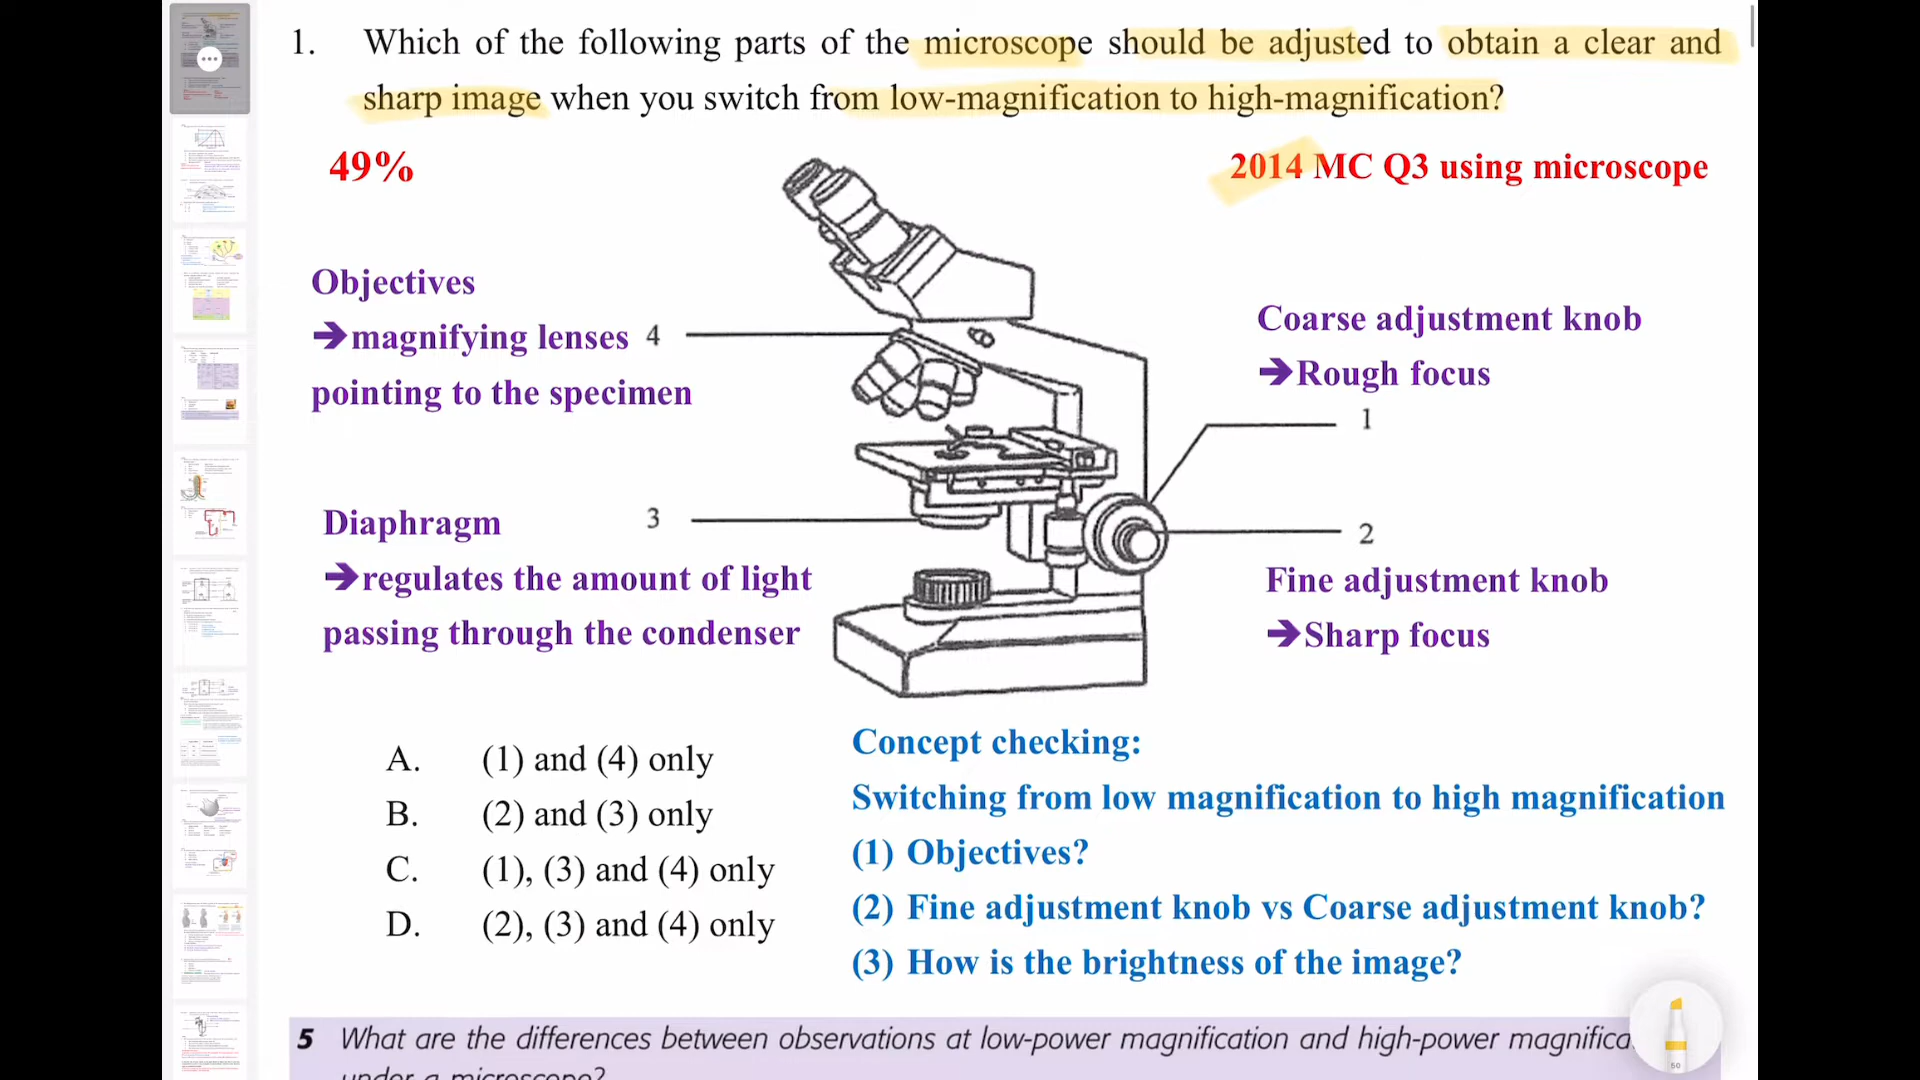 1. Which of the following parts of the microscope should be adjusted to obtain a clear and
sharp image when you switch from low-magnification to high-magnification?
49%
2014 MC Q3 using microscope
Objectives
➔magnifying lenses 4
pointing to the specimen
Coarse adjustment knob
➔Rough focus
1
Diaphragm 3
➔regulates the amount of light
passing through the condenser
2
Fine adjustment knob
➔Sharp focus
A. (1) and (4) only
B. (2) and (3) only
C. (1), (3) and (4) only
D. (2), (3) and (4) only
Concept checking:
Switching from low magnification to high magnification
(1) Objectives?
(2) Fine adjustment knob vs Coarse adjustment knob?
(3) How is the brightness of the image?
5 What are the differences between observations at low-power magnification and high-power magnifica
under a microscope?
50